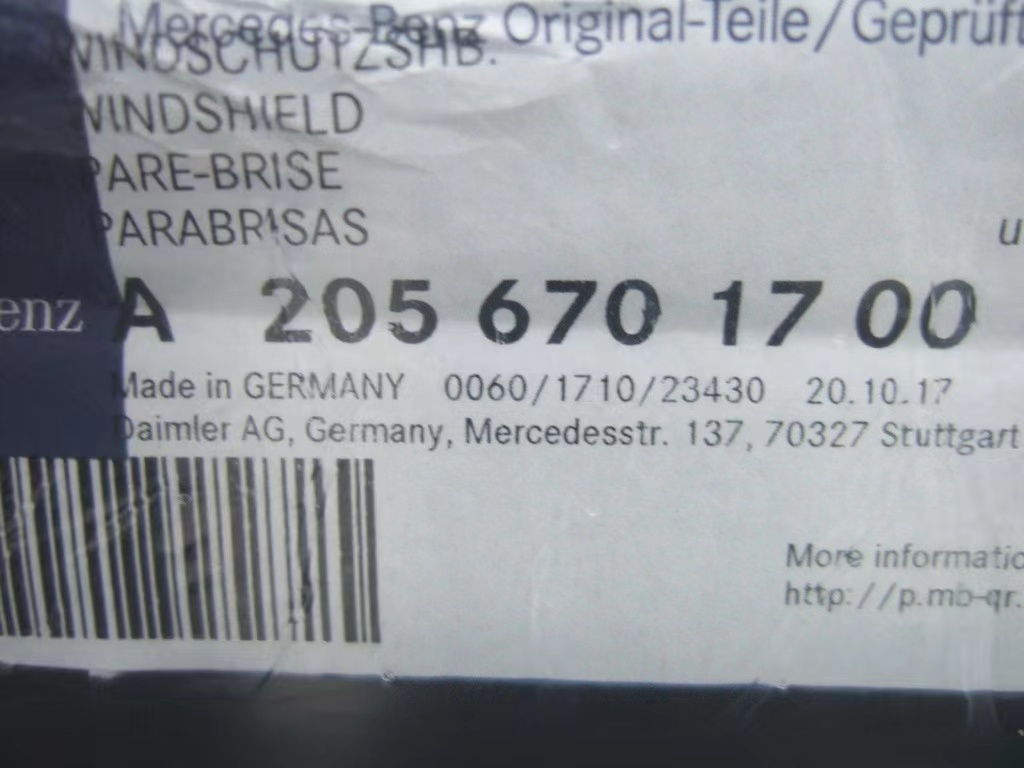 Mercedes-Benz Original-Teile/Geprüft
WINDSCHUTZSHB.
WINDSHIELD
PARE-BRISE
PARABRISAS
u
enz
A 205 670 17 00
Made in GERMANY 0060/1710/23430 20.10.17
Daimler AG, Germany, Mercedesstr. 137, 70327 Stuttgart
More informatio
http://p.mb-qr.